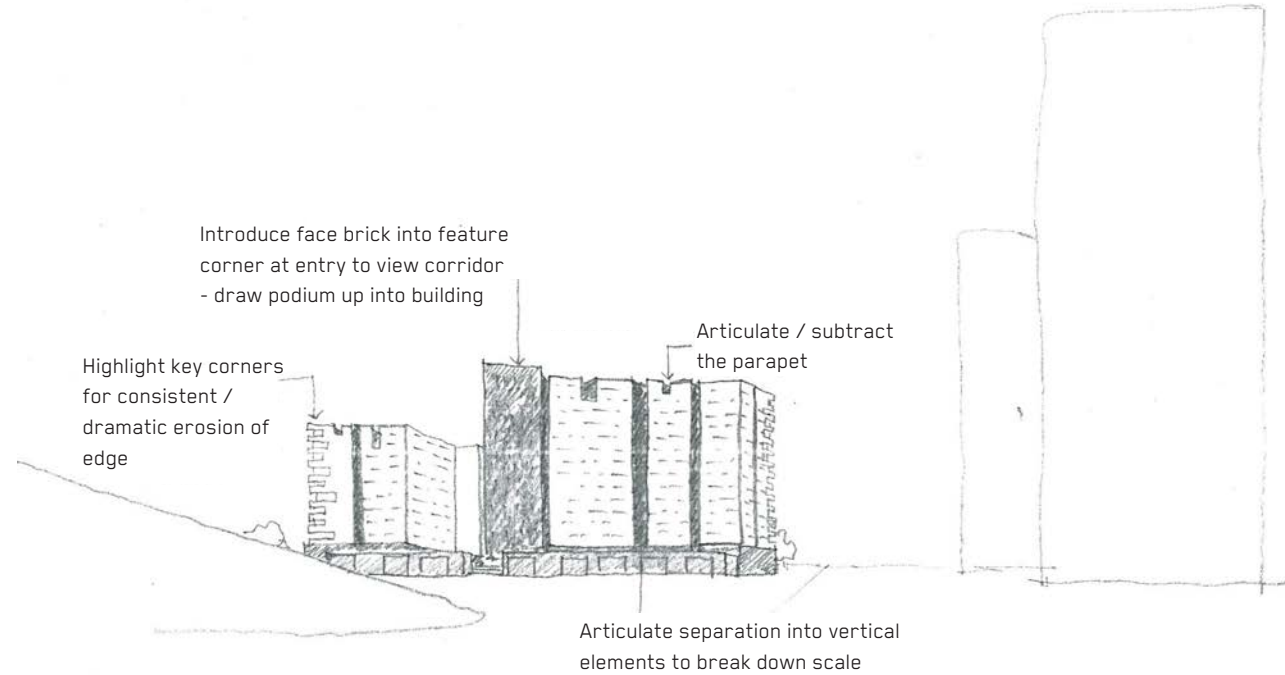 Introduce face brick into feature
corner at entry to view corridor
- draw podium up into building
Articulate / subtract
the parapet
Highlight key corners
for consistent /
dramatic erosion of
edge
Articulate separation into vertical
elements to break down scale